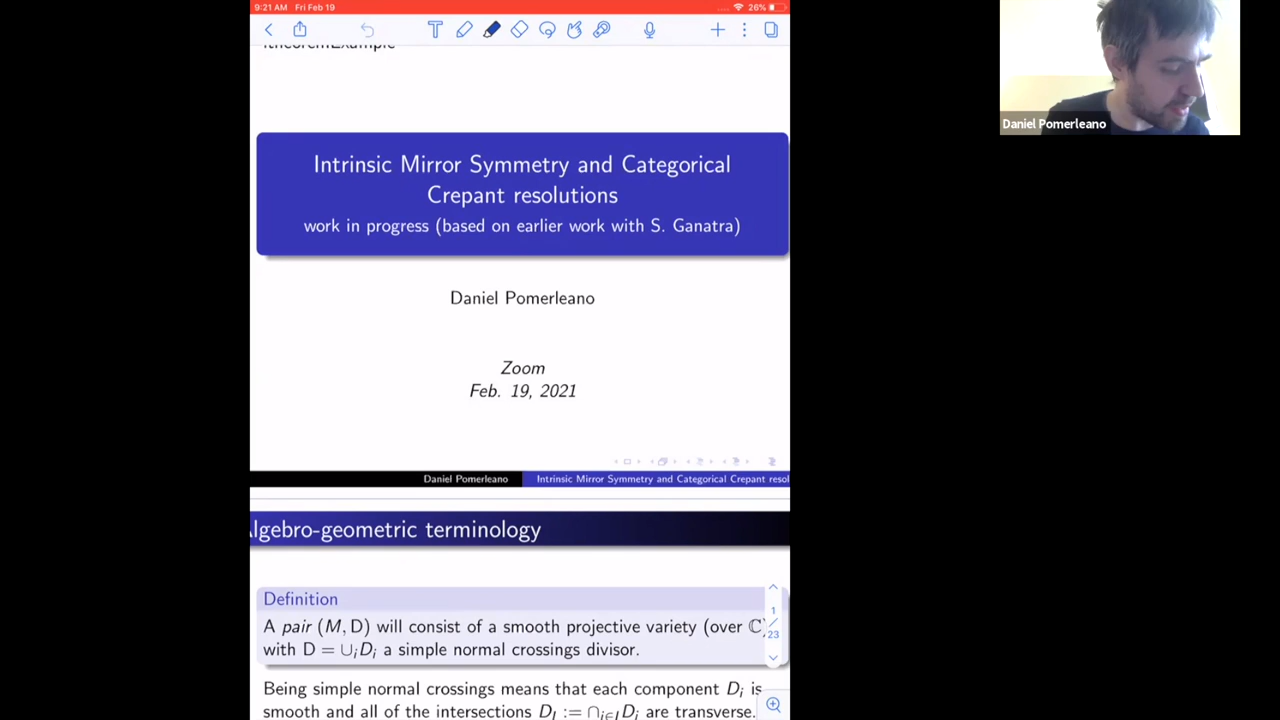 9:21 AM Fri Feb 19
26%
Daniel Pomerleano
Intrinsic Mirror Symmetry and Categorical
Crepant resolutions
work in progress (based on earlier work with S. Ganatra)
Daniel Pomerleano
Zoom
Feb. 19, 2021
Daniel Pomerleano
Intrinsic Mirror Symmetry and Categorical Crepant resol
lgebro-geometric terminology
Definition
A pair (M, D) will consist of a smooth projective variety (over ℂ)
with D = ∪ᵢDᵢ a simple normal crossings divisor.
1
/
23
Being simple normal crossings means that each component Dᵢ is
smooth and all of the intersections D_I := ∩_{i∈I} Dᵢ are transverse.